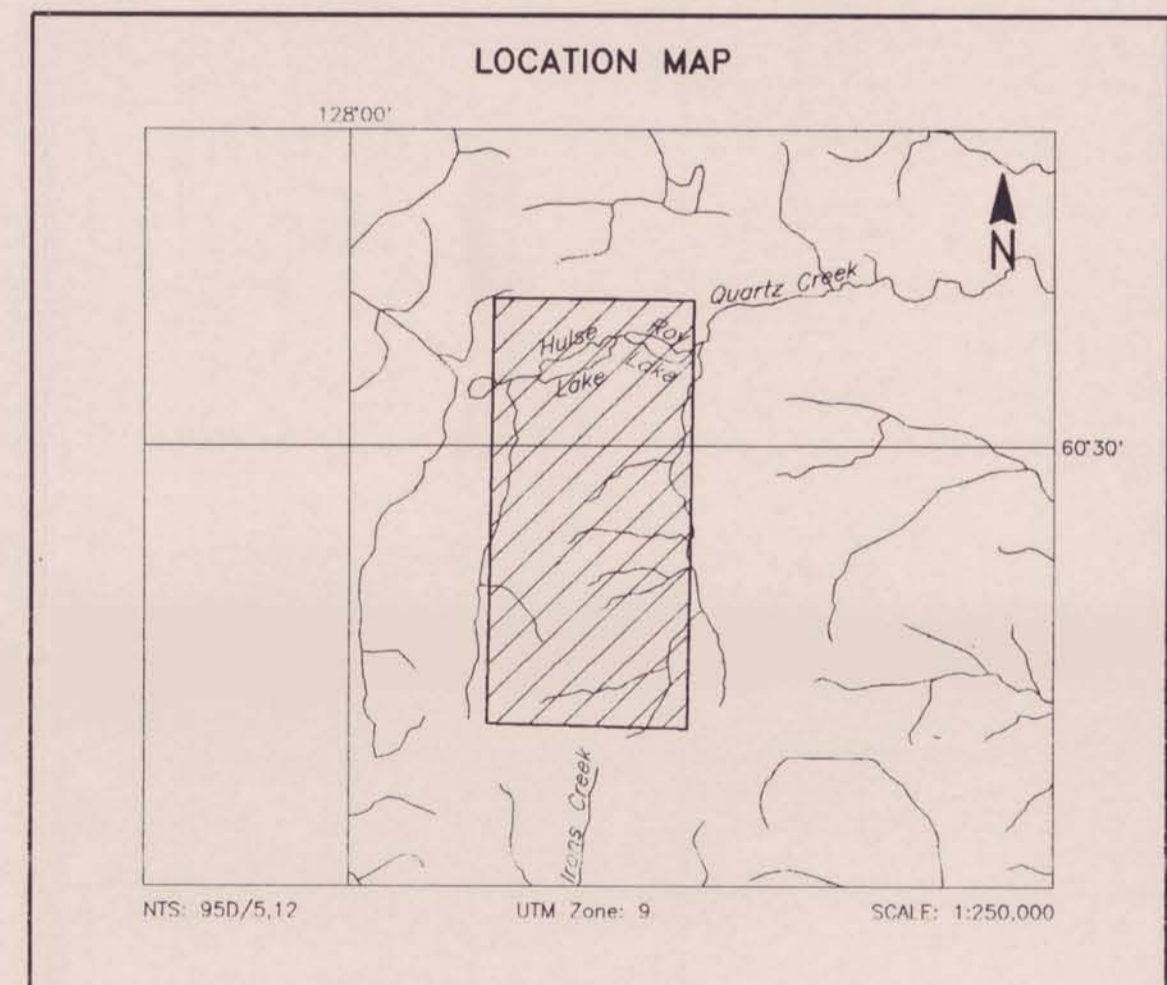 LOCATION MAP
128°00'
N
Quartz Creek
Hulse
Lake
Roy
Lake
60°30'
Irons Creek
NTS: 95D/5,12
UTM Zone: 9
SCALE: 1:250,000